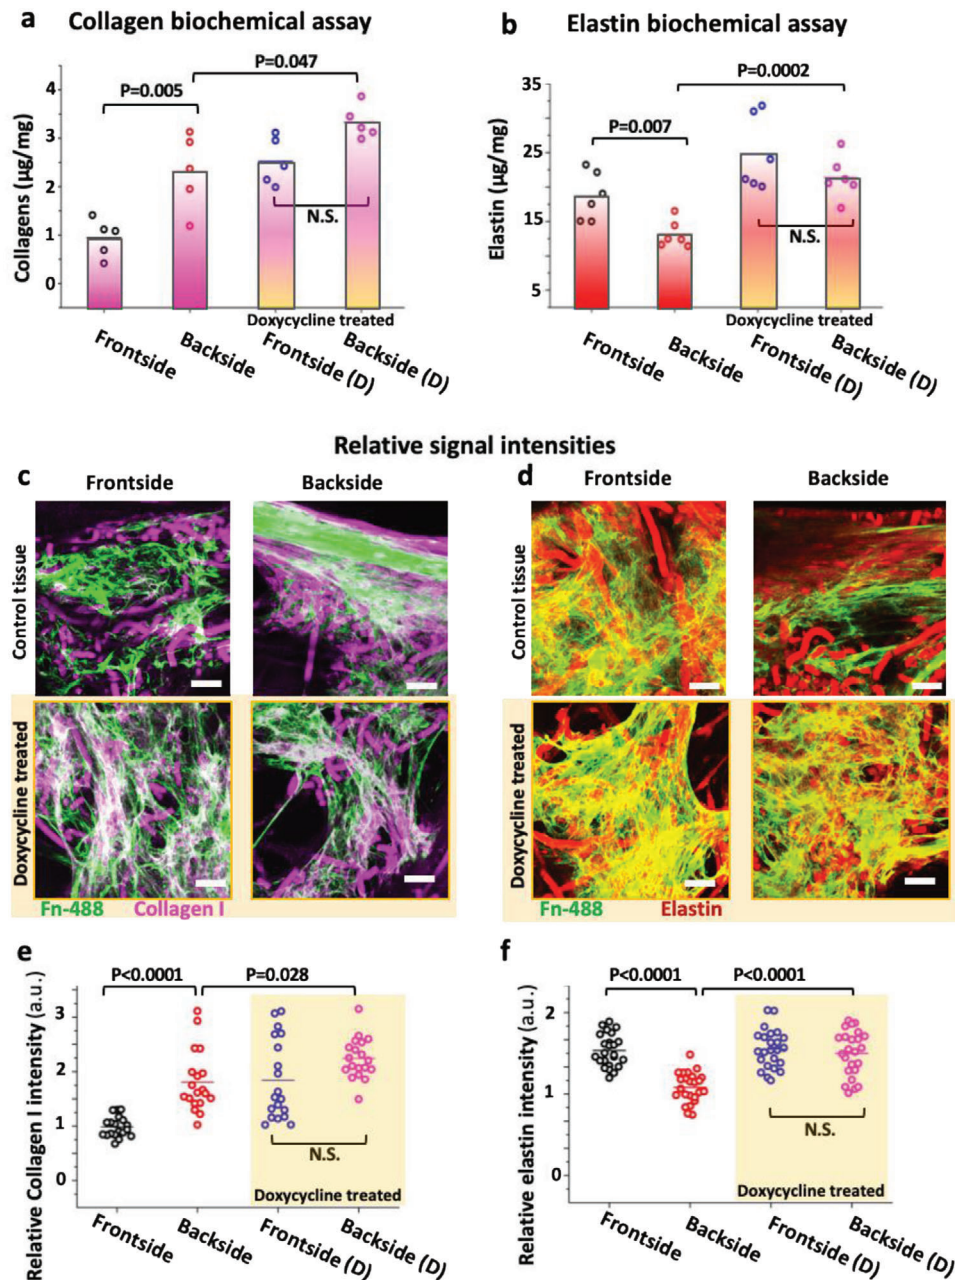 a Collagen biochemical assay
P=0.047
P=0.005
4
3
2
1
0
Collagens (µg/mg)
N.S.
Doxycycline treated
Frontside
Backside
Frontside (D)
Backside (D)
b Elastin biochemical assay
P=0.0002
P=0.007
35
25
15
5
Elastin (µg/mg)
N.S.
Doxycycline treated
Frontside
Backside
Frontside (D)
Backside (D)
Relative signal intensities
c
Frontside
Backside
Control tissue
Doxycycline treated
Fn-488 Collagen I
d
Frontside
Backside
Control tissue
Doxycycline treated
Fn-488 Elastin
e
P<0.0001 P=0.028
3
2
1
0
Relative Collagen I intensity (a.u.)
N.S.
Doxycycline treated
Frontside
Backside
Frontside (D)
Backside (D)
f
P<0.0001 P<0.0001
2
1
0
Relative elastin intensity (a.u.)
N.S.
Doxycycline treated
Frontside
Backside
Frontside (D)
Backside (D)